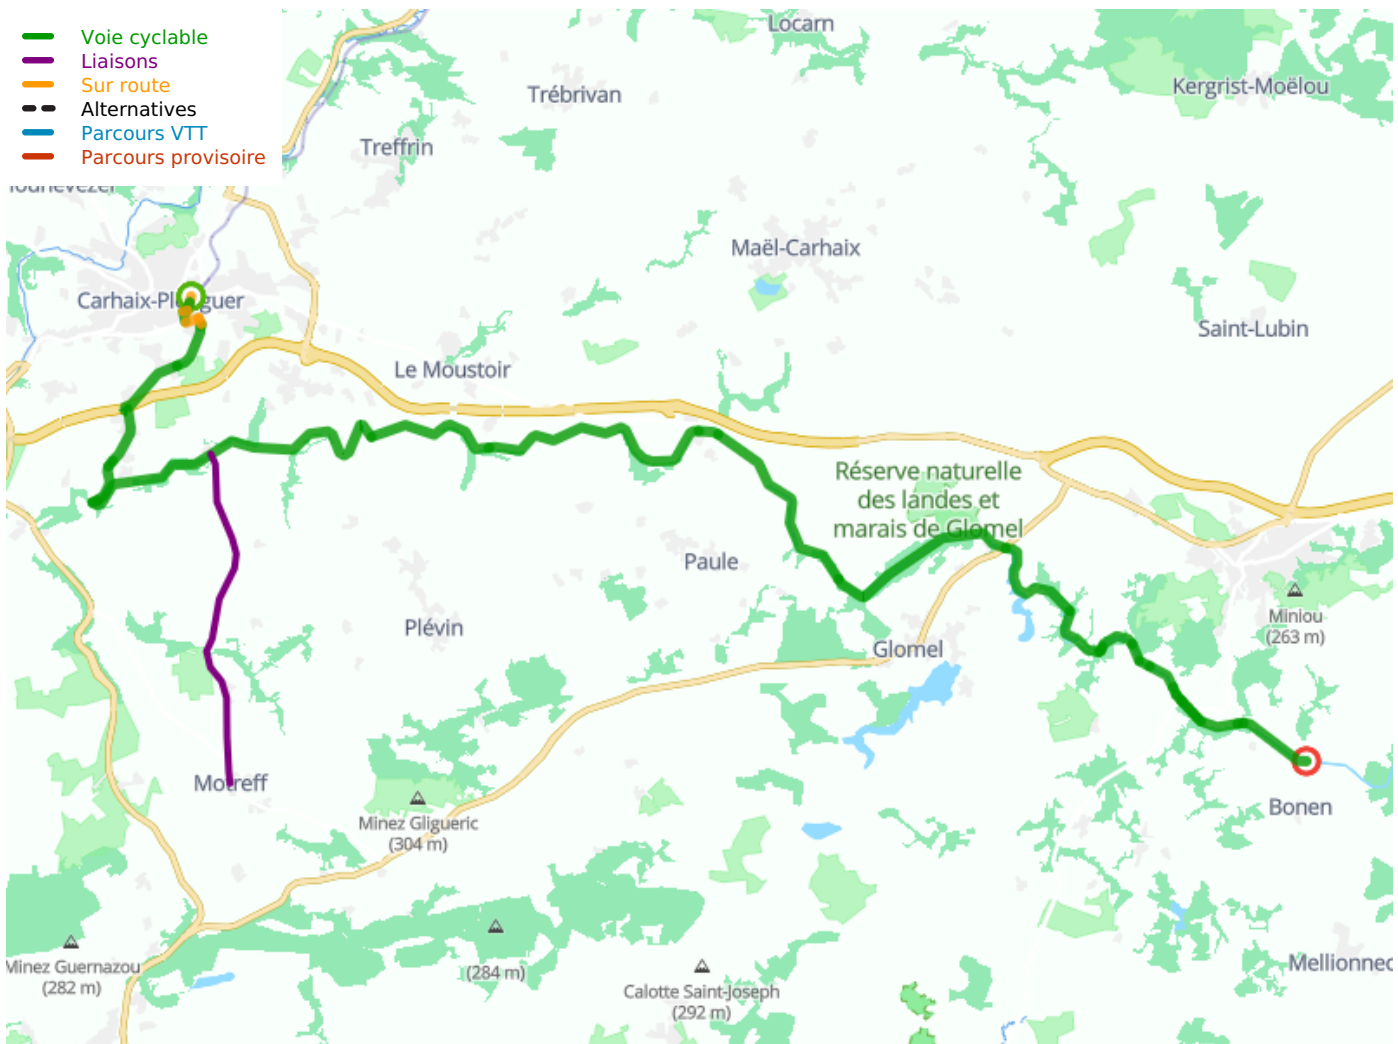 Voie cyclable
Liaisons
Sur route
Alternatives
Parcours VTT
Parcours provisoire
Locarn
Kergrist-Moëlou
Trébrivan
Treffrin
Maël-Carhaix
Saint-Lubin
Le Moustoir
Réserve naturelle
des landes et
marais de Glomel
Paule
Miniou
(263 m)
Plévin
Glomel
Motreff
Bonen
Minez Gligueric
(304 m)
Minez Guernazou
(282 m)
(284 m)
Calotte Saint-Joseph
(292 m)